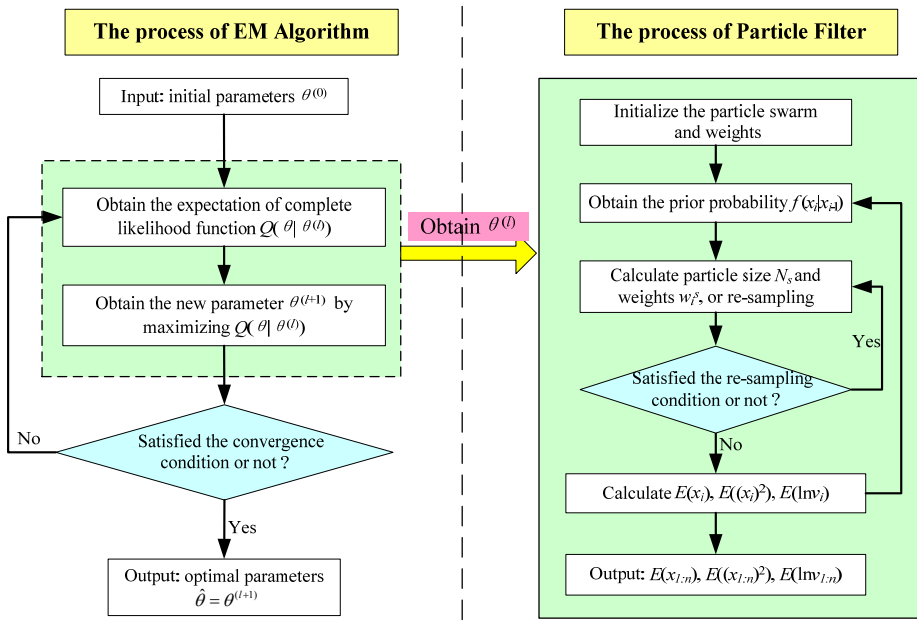 The process of EM Algorithm
Input: initial parameters θ⁽⁰⁾
Obtain the expectation of complete
likelihood function Q( θ| θ⁽ˡ⁾)
Obtain the new parameter θ⁽ˡ⁺¹⁾ by
maximizing Q( θ | θ⁽ˡ⁾)
No
Satisfied the convergence
condition or not ?
Yes
Output: optimal parameters
θ̂ = θ⁽ˡ⁺¹⁾
Obtain θ⁽ˡ⁾
The process of Particle Filter
Initialize the particle swarm
and weights
Obtain the prior probability f(xᵢ|xᵢ₋₁)
Calculate particle size Nₛ and
weights wᵢˢ, or re-sampling
Yes
Satisfied the re-sampling
condition or not ?
No
Calculate E(xᵢ), E((xᵢ)²), E(lnvᵢ)
Output: E(x₁:ₙ), E((x₁:ₙ)²), E(lnv₁:ₙ)